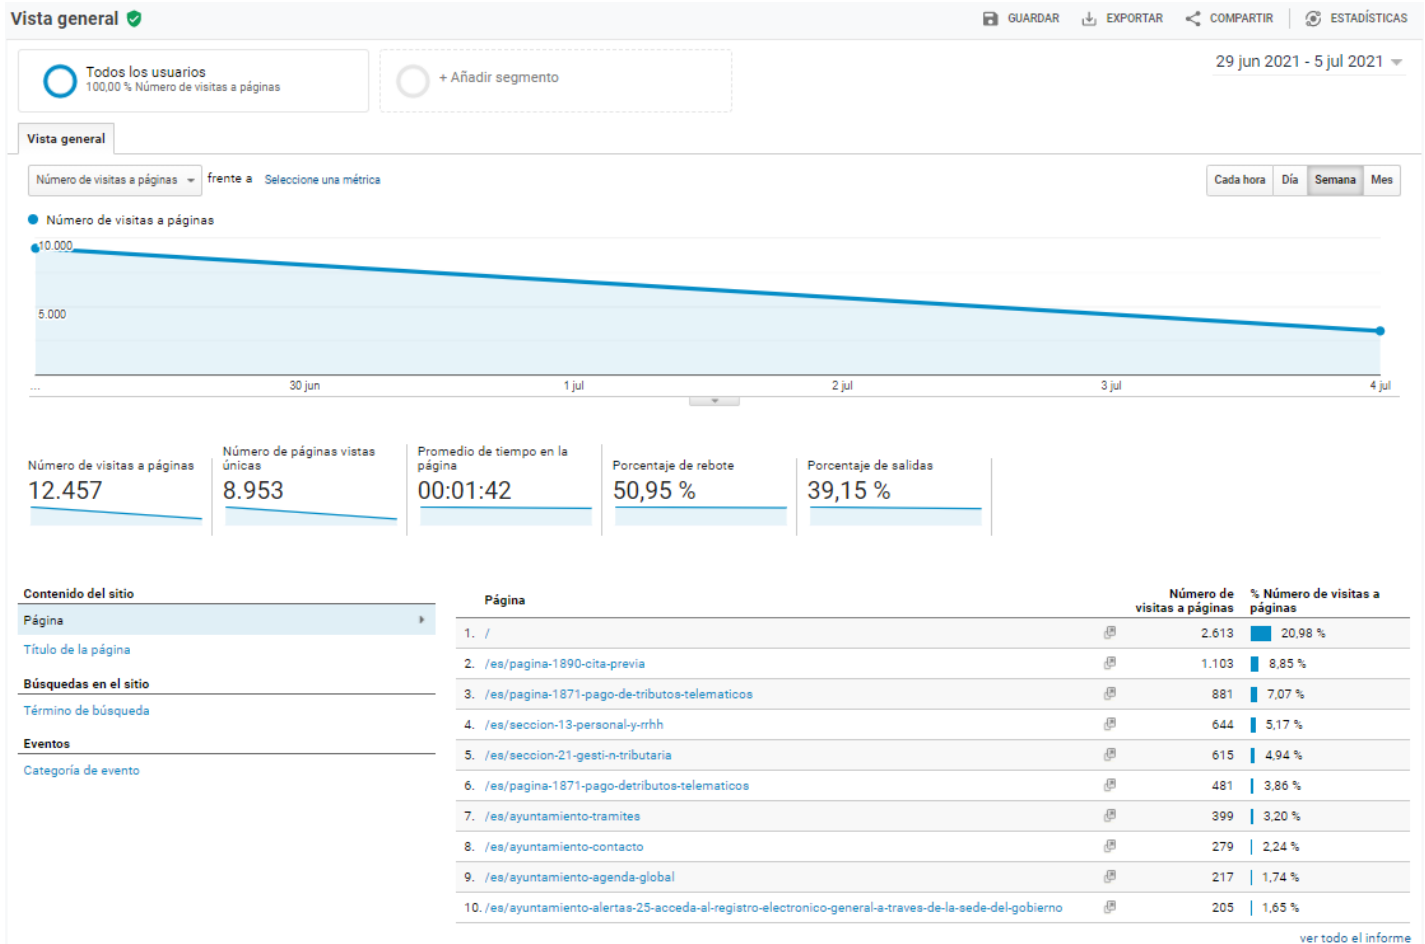 Vista general
GUARDAR EXPORTAR COMPARTIR ESTADÍSTICAS
Todos los usuarios
100,00 % Número de visitas a páginas
+ Añadir segmento
29 jun 2021 - 5 jul 2021
Vista general
Número de visitas a páginas frente a Seleccione una métrica
Cada hora Día Semana Mes
Número de visitas a páginas
10.000
5.000
... 30 jun 1 jul 2 jul 3 jul 4 jul
Número de visitas a páginas
12.457
Número de páginas vistas
únicas
8.953
Promedio de tiempo en la
página
00:01:42
Porcentaje de rebote
50,95 %
Porcentaje de salidas
39,15 %
Contenido del sitio
Página
Título de la página
Búsquedas en el sitio
Término de búsqueda
Eventos
Categoría de evento
Página
Número de
visitas a páginas
% Número de visitas a
páginas
1. / 2.613 20,98 %
2. /es/pagina-1890-cita-previa 1.103 8,85 %
3. /es/pagina-1871-pago-de-tributos-telematicos 881 7,07 %
4. /es/seccion-13-personal-y-rrhh 644 5,17 %
5. /es/seccion-21-gesti-n-tributaria 615 4,94 %
6. /es/pagina-1871-pago-detributos-telematicos 481 3,86 %
7. /es/ayuntamiento-tramites 399 3,20 %
8. /es/ayuntamiento-contacto 279 2,24 %
9. /es/ayuntamiento-agenda-global 217 1,74 %
10. /es/ayuntamiento-alertas-25-acceda-al-registro-electronico-general-a-traves-de-la-sede-del-gobierno 205 1,65 %
ver todo el informe